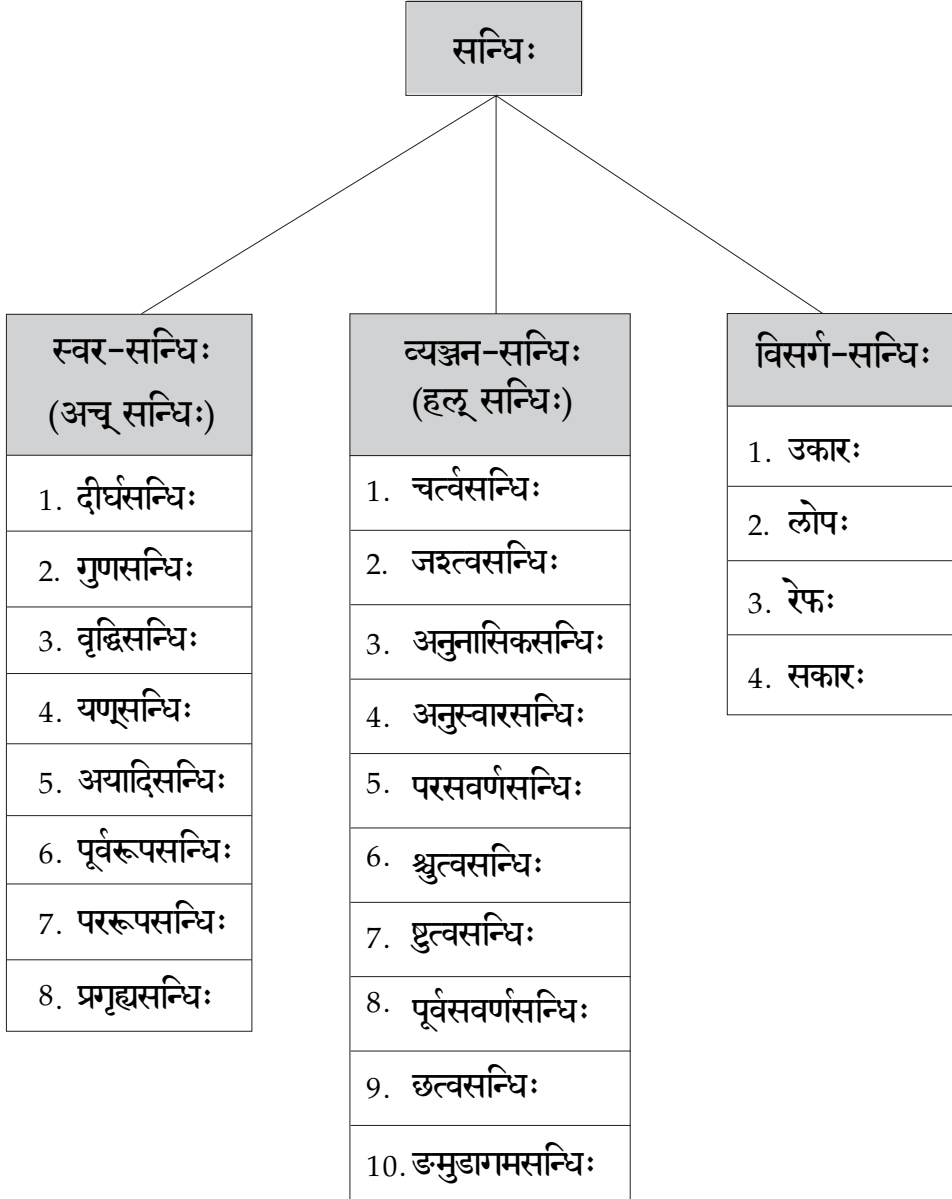 सन्धिः
स्वर-सन्धिः
(अच् सन्धिः)
1. दीर्घसन्धिः
2. गुणसन्धिः
3. वृद्धिसन्धिः
4. यण्सन्धिः
5. अयादिसन्धिः
6. पूर्वरूपसन्धिः
7. पररूपसन्धिः
8. प्रगृह्यसन्धिः
व्यञ्जन-सन्धिः
(हल् सन्धिः)
1. चर्त्वसन्धिः
2. जश्त्वसन्धिः
3. अनुनासिकसन्धिः
4. अनुस्वारसन्धिः
5. परसवर्णसन्धिः
6. श्चुत्वसन्धिः
7. ष्टुत्वसन्धिः
8. पूर्वसवर्णसन्धिः
9. छत्वसन्धिः
10. ङमुडागमसन्धिः
विसर्ग-सन्धिः
1. उकारः
2. लोपः
3. रेफः
4. सकारः